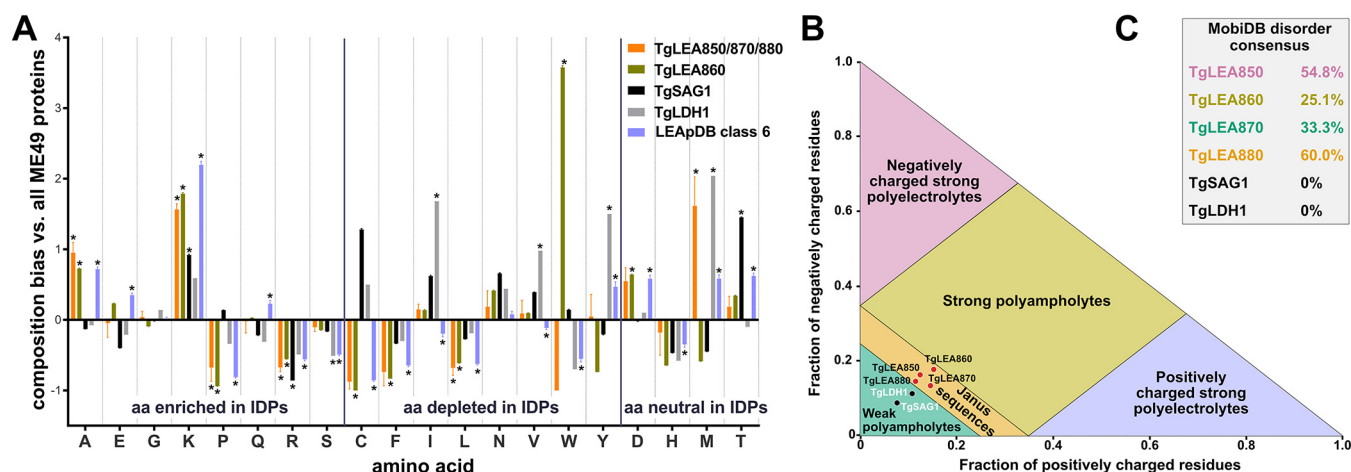 A
composition bias vs. all ME49 proteins
4
3
2
1
0
-1
TgLEA850/870/880
TgLEA860
TgSAG1
TgLDH1
LEApDB class 6
aa enriched in IDPs
aa depleted in IDPs
aa neutral in IDPs
A E G K P Q R S C F I L N V W Y D H M T
amino acid
B
Fraction of negatively charged residues
1.0
0.8
0.6
0.4
0.2
0
Negatively
charged strong
polyelectrolytes
Strong polyampholytes
Positively
charged strong
polyelectrolytes
Janus
sequences
Weak
polyampholytes
TgLEA860
TgLEA850
TgLEA880
TgLEA870
TgLDH1
TgSAG1
0 0.2 0.4 0.6 0.8 1.0
Fraction of positively charged residues
C
MobiDB disorder
consensus
TgLEA850 54.8%
TgLEA860 25.1%
TgLEA870 33.3%
TgLEA880 60.0%
TgSAG1 0%
TgLDH1 0%